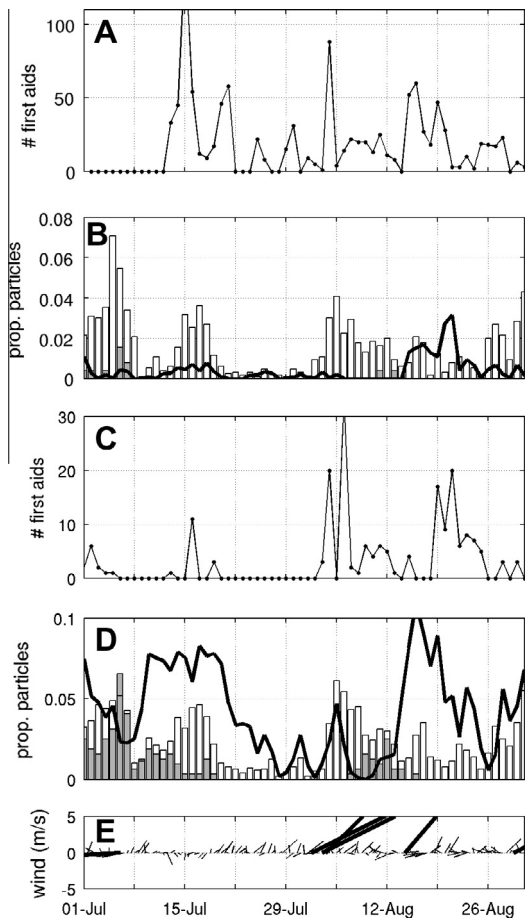 A
# first aids
100
50
0
B
prop. particles
0.08
0.06
0.04
0.02
0
C
# first aids
30
20
10
0
D
prop. particles
0.1
0.05
0
E
wind (m/s)
5
0
-5
01-Jul 15-Jul 29-Jul 12-Aug 26-Aug